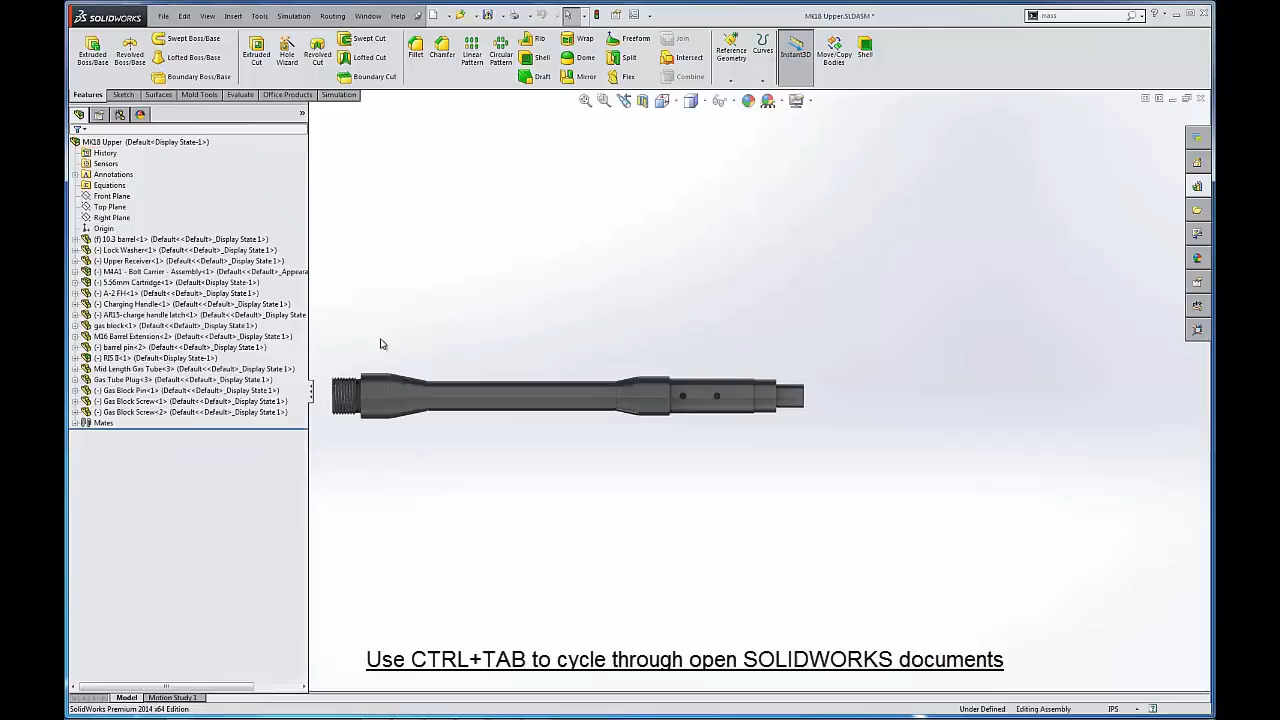 SOLIDWORKS
File Edit View Insert Tools Simulation Routing Window Help
MK18 Upper.SLDASM *
mass
Extruded Boss/Base
Revolved Boss/Base
Swept Boss/Base
Lofted Boss/Base
Boundary Boss/Base
Extruded Cut
Hole Wizard
Revolved Cut
Swept Cut
Lofted Cut
Boundary Cut
Fillet
Chamfer
Linear Pattern
Circular Pattern
Rib
Shell
Draft
Wrap
Dome
Mirror
Freeform
Split
Flex
Join
Intersect
Combine
Reference Geometry
Curves
Instant3D
Move/Copy Bodies
Shell
Features Sketch Surfaces Mold Tools Evaluate Office Products Simulation
MK18 Upper (Default<Display State-1>)
History
Sensors
Annotations
Equations
Front Plane
Top Plane
Right Plane
Origin
(f) 10.3 barrel<1> (Default<<Default>_Display State 1>)
(-) Lock Washer<1> (Default<<Default>_Display State 1>)
(-) Upper Receiver<1> (Default<<Default>_Display State 1>)
(-) M4A1 - Bolt Carrier - Assembly<1> (Default<<Default>_Appeara
(-) 5.56mm Cartridge<1> (Default<Display State-1>)
(-) A-2 FH<1> (Default<<Default>_Display State 1>)
(-) Charging Handle<1> (Default<<Default>_Display State 1>)
(-) AR15-charge handle latch<1> (Default<<Default>_Display State
gas block<1> (Default<<Default>_Display State 1>)
M16 Barrel Extension<2> (Default<<Default>_Display State 1>)
(-) barrel pin<2> (Default<<Default>_Display State 1>)
(-) RIS II<1> (Default<Display State-1>)
Mid Length Gas Tube<3> (Default<<Default>_Display State 1>)
Gas Tube Plug<3> (Default<<Default>_Display State 1>)
(-) Gas Block Pin<1> (Default<<Default>_Display State 1>)
(-) Gas Block Screw<1> (Default<<Default>_Display State 1>)
(-) Gas Block Screw<2> (Default<<Default>_Display State 1>)
Mates
Use CTRL+TAB to cycle through open SOLIDWORKS documents
Model Motion Study 1
SolidWorks Premium 2014 x64 Edition
Under Defined Editing Assembly IPS